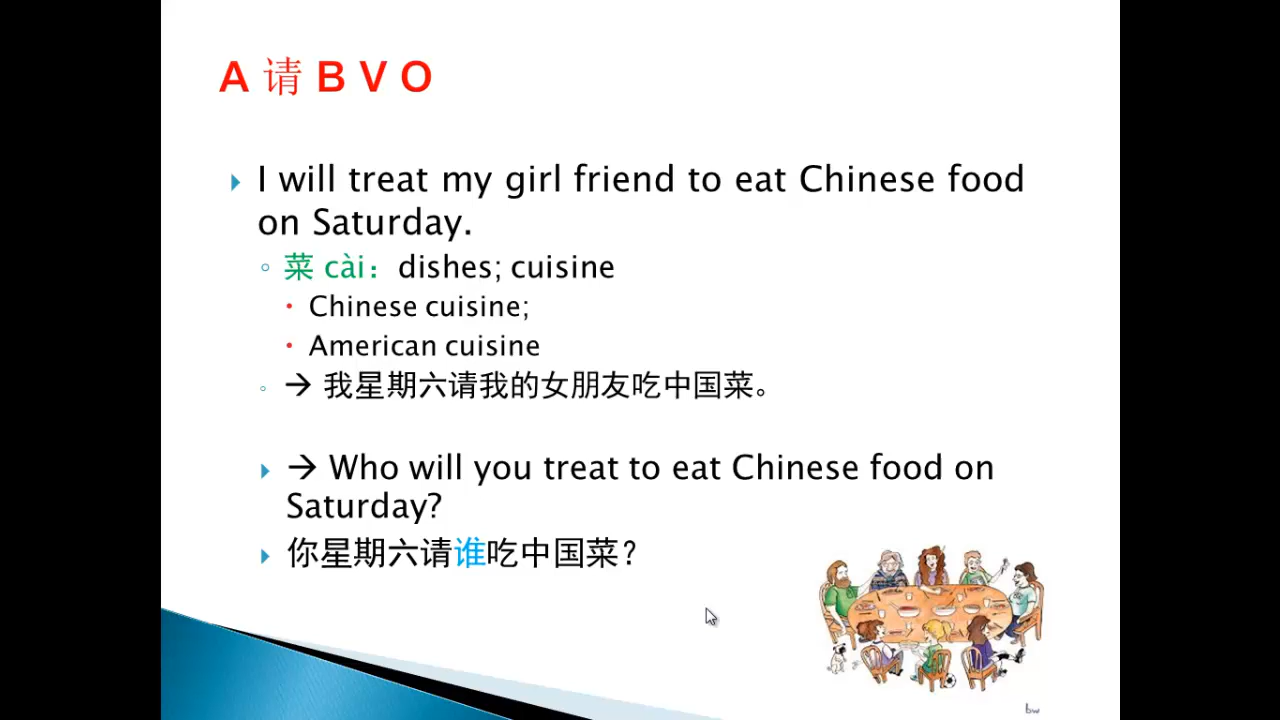 A 请 B V O
I will treat my girl friend to eat Chinese food
on Saturday.
菜 cài：dishes; cuisine
Chinese cuisine;
American cuisine
→ 我星期六请我的女朋友吃中国菜。
→ Who will you treat to eat Chinese food on
Saturday?
你星期六请谁吃中国菜?
bw